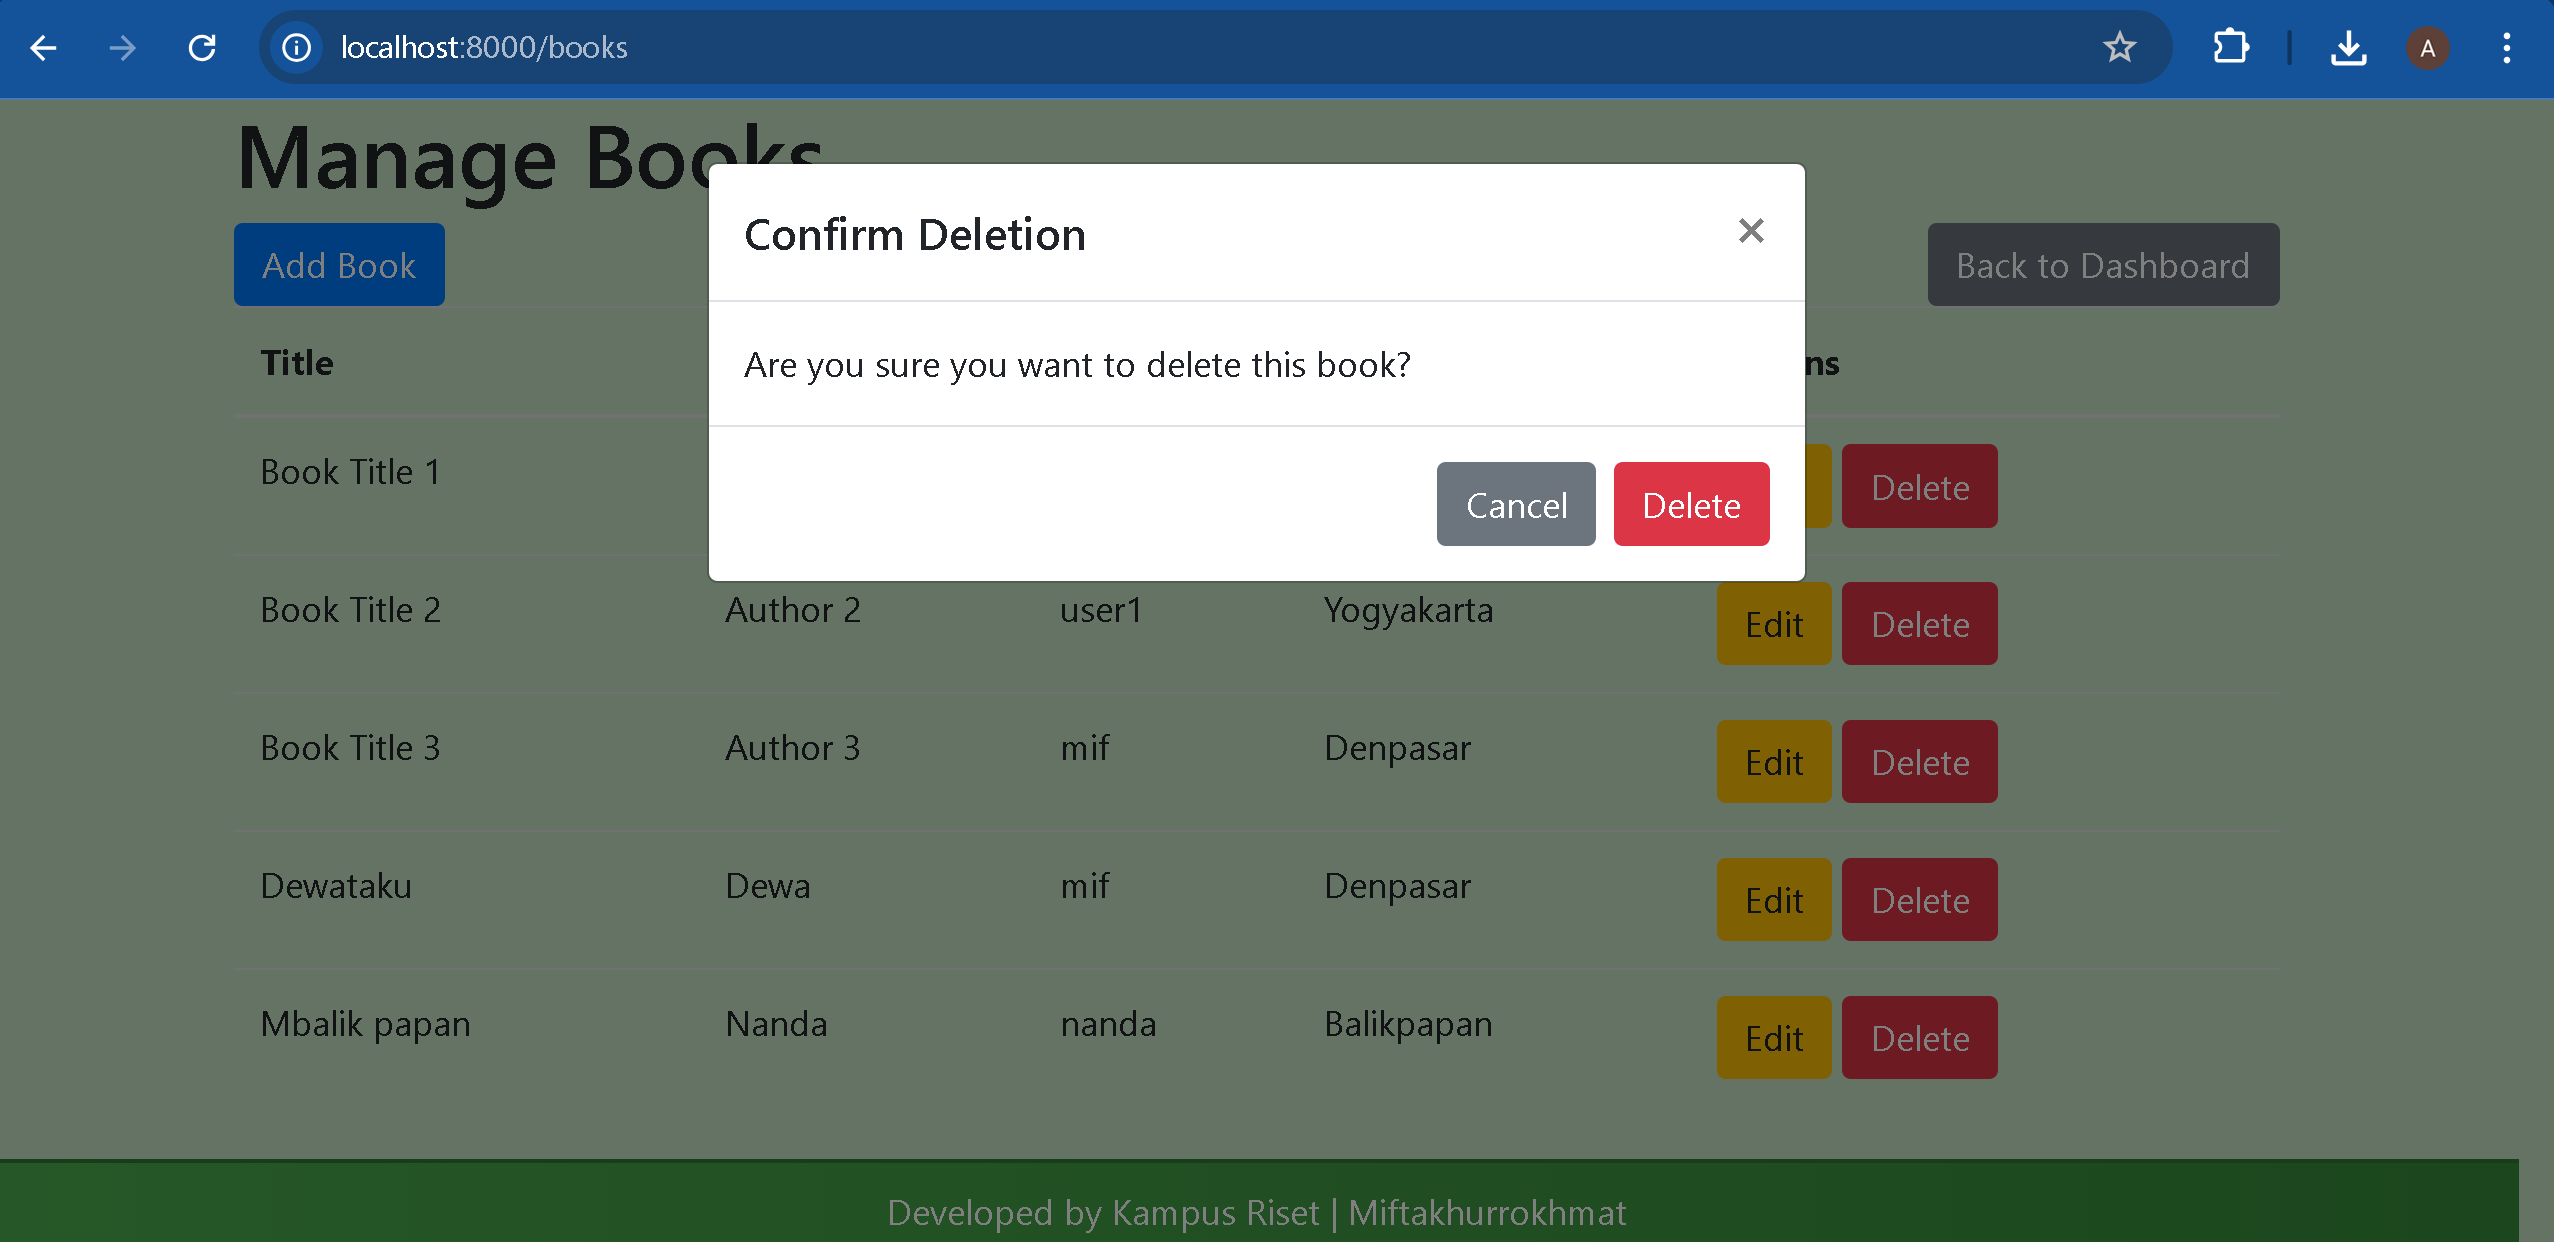 localhost:8000/books
A
Manage Books
Confirm Deletion ×
Add Book
Back to Dashboard
Are you sure you want to delete this book?
Title
ns
Cancel Delete
Book Title 1 Delete
Book Title 2 Author 2 user1 Yogyakarta Edit Delete
Book Title 3 Author 3 mif Denpasar Edit Delete
Dewataku Dewa mif Denpasar Edit Delete
Mbalik papan Nanda nanda Balikpapan Edit Delete
Developed by Kampus Riset | Miftakhurrokhmat